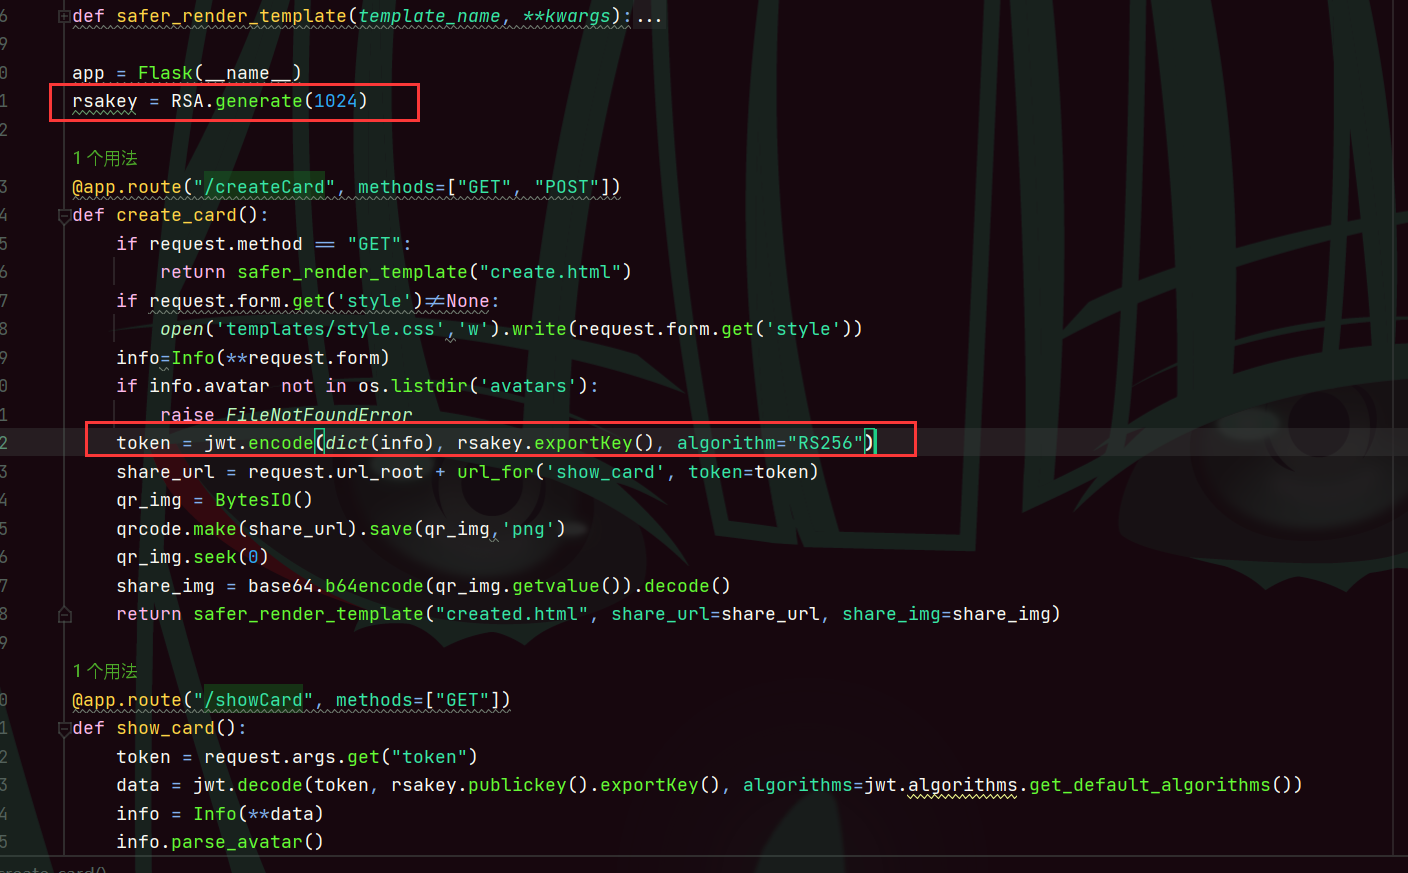 6 def safer_render_template(template_name, **kwargs):...
9
0 app = Flask(__name__)
1 rsakey = RSA.generate(1024)
2
1 个用法
3 @app.route("/createCard", methods=["GET", "POST"])
4 def create_card():
5 if request.method == "GET":
6 return safer_render_template("create.html")
7 if request.form.get('style')!=None:
8 open('templates/style.css','w').write(request.form.get('style'))
9 info=Info(**request.form)
0 if info.avatar not in os.listdir('avatars'):
1 raise FileNotFoundError
2 token = jwt.encode(dict(info), rsakey.exportKey(), algorithm="RS256")
3 share_url = request.url_root + url_for('show_card', token=token)
4 qr_img = BytesIO()
5 qrcode.make(share_url).save(qr_img,'png')
6 qr_img.seek(0)
7 share_img = base64.b64encode(qr_img.getvalue()).decode()
8 return safer_render_template("created.html", share_url=share_url, share_img=share_img)
9
1 个用法
0 @app.route("/showCard", methods=["GET"])
1 def show_card():
2 token = request.args.get("token")
3 data = jwt.decode(token, rsakey.publickey().exportKey(), algorithms=jwt.algorithms.get_default_algorithms())
4 info = Info(**data)
5 info.parse_avatar()
create_card()